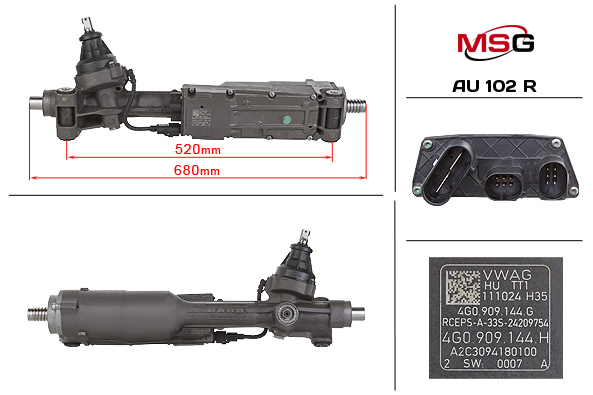 MSG
AU 102 R
520mm
680mm
VWAG
HU TT1
111024 H35
4G0.909.144.G
RCEPS-A-33S-24209754
4G0.909.144.H
A2C3094180100
2 SW: 0007 A